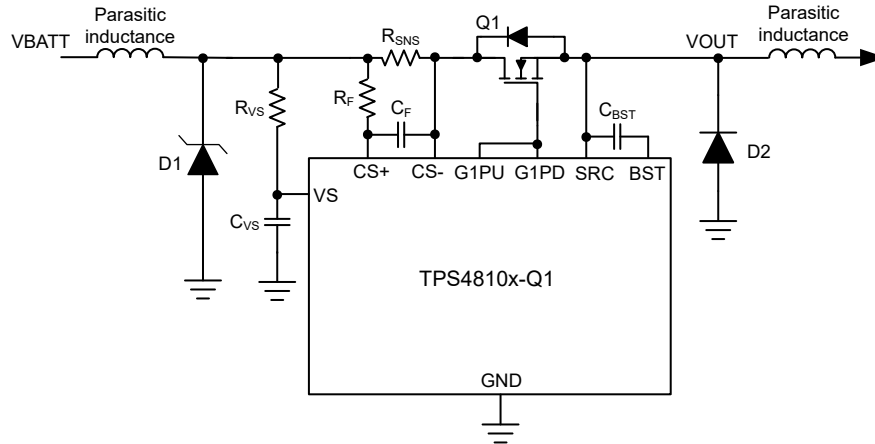 Parasitic
inductance
VBATT
Q1
RSNS
VOUT
Parasitic
inductance
RVS
RF
CF
CBST
D1
D2
CS+
CS-
G1PU
G1PD
SRC
BST
VS
CVS
TPS4810x-Q1
GND